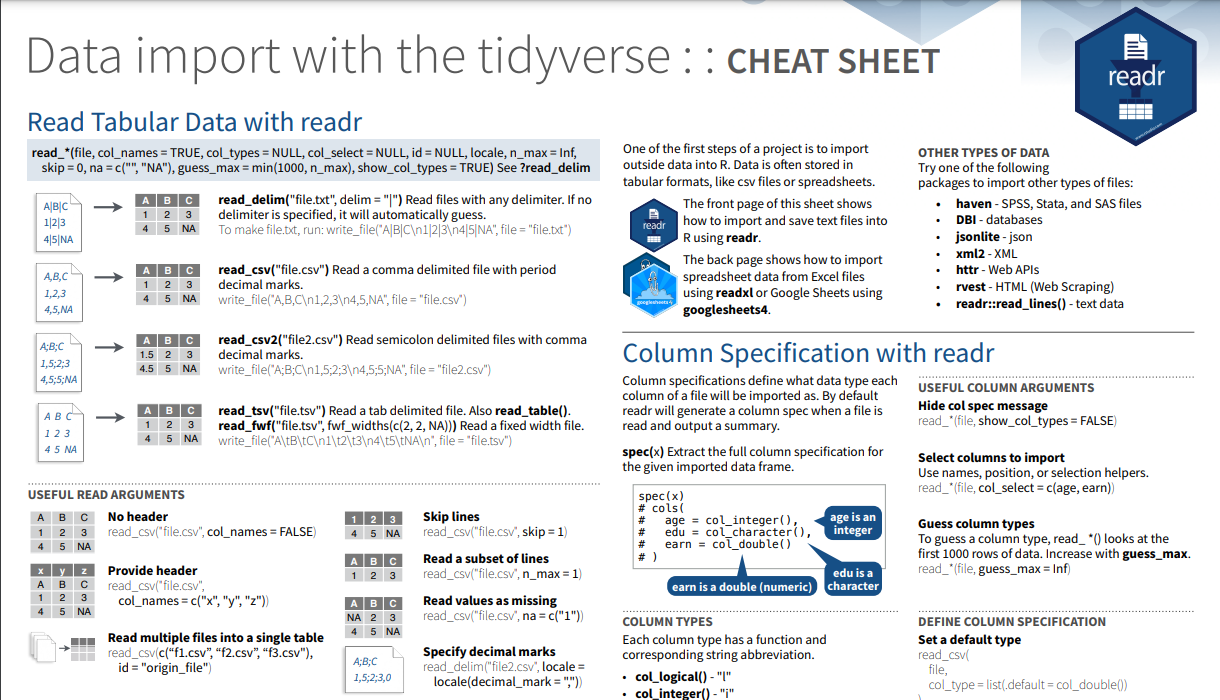 Data import with the tidyverse : : CHEAT SHEET
readr
Read Tabular Data with readr
read_*(file, col_names = TRUE, col_types = NULL, col_select = NULL, id = NULL, locale, n_max = Inf,
skip = 0, na = c("", "NA"), guess_max = min(1000, n_max), show_col_types = TRUE) See ?read_delim
A|B|C
1|2|3
4|5|NA
A B C
1 2 3
4 5 NA
read_delim("file.txt", delim = "|") Read files with any delimiter. If no
delimiter is specified, it will automatically guess.
To make file.txt, run: write_file("A|B|C\n1|2|3\n4|5|NA", file = "file.txt")
A,B,C
1,2,3
4,5,NA
A B C
1 2 3
4 5 NA
read_csv("file.csv") Read a comma delimited file with period
decimal marks.
write_file("A,B,C\n1,2,3\n4,5,NA", file = "file.csv")
A;B;C
1,5;2;3
4,5;5;NA
A B C
1.5 2 3
4.5 5 NA
read_csv2("file2.csv") Read semicolon delimited files with comma
decimal marks.
write_file("A;B;C\n1,5;2;3\n4,5;5;NA", file = "file2.csv")
A B C
1 2 3
4 5 NA
A B C
1 2 3
4 5 NA
read_tsv("file.tsv") Read a tab delimited file. Also read_table().
read_fwf("file.tsv", fwf_widths(c(2, 2, NA))) Read a fixed width file.
write_file("A\tB\tC\n1\t2\t3\n4\t5\tNA\n", file = "file.tsv")
USEFUL READ ARGUMENTS
A B C
1 2 3
4 5 NA
No header
read_csv("file.csv", col_names = FALSE)
x y z
A B C
1 2 3
4 5 NA
Provide header
read_csv("file.csv",
col_names = c("x", "y", "z"))
Read multiple files into a single table
read_csv(c(“f1.csv”, “f2.csv”, “f3.csv”),
id = "origin_file")
1 2 3
4 5 NA
Skip lines
read_csv("file.csv", skip = 1)
A B C
1 2 3
Read a subset of lines
read_csv("file.csv", n_max = 1)
A B C
NA 2 3
4 5 NA
Read values as missing
read_csv("file.csv", na = c("1"))
A;B;C
1,5;2;3,0
Specify decimal marks
read_delim("file2.csv", locale =
locale(decimal_mark = ","))
One of the first steps of a project is to import
outside data into R. Data is often stored in
tabular formats, like csv files or spreadsheets.
readr
The front page of this sheet shows
how to import and save text files into
R using readr.
googlesheets4
The back page shows how to import
spreadsheet data from Excel files
using readxl or Google Sheets using
googlesheets4.
OTHER TYPES OF DATA
Try one of the following
packages to import other types of files:
• haven - SPSS, Stata, and SAS files
• DBI - databases
• jsonlite - json
• xml2 - XML
• httr - Web APIs
• rvest - HTML (Web Scraping)
• readr::read_lines() - text data
Column Specification with readr
Column specifications define what data type each
column of a file will be imported as. By default
readr will generate a column spec when a file is
read and output a summary.
spec(x) Extract the full column specification for
the given imported data frame.
spec(x)
# cols(
#   age = col_integer(),
#   edu = col_character(),
#   earn = col_double()
# )
age is an
integer
edu is a
character
earn is a double (numeric)
COLUMN TYPES
Each column type has a function and
corresponding string abbreviation.
• col_logical() - "l"
• col_integer() - "i"
USEFUL COLUMN ARGUMENTS
Hide col spec message
read_*(file, show_col_types = FALSE)
Select columns to import
Use names, position, or selection helpers.
read_*(file, col_select = c(age, earn))
Guess column types
To guess a column type, read_ *() looks at the
first 1000 rows of data. Increase with guess_max.
read_*(file, guess_max = Inf)
DEFINE COLUMN SPECIFICATION
Set a default type
read_csv(
file,
col_type = list(.default = col_double())